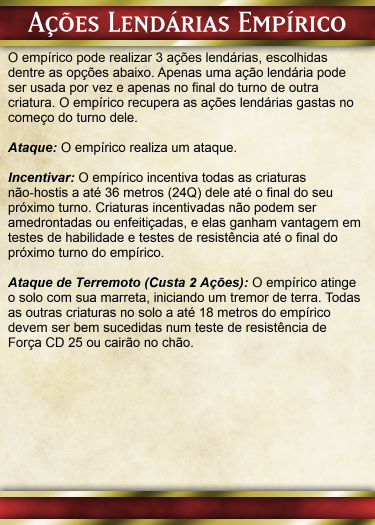 Ações Lendárias Empírico
O empírico pode realizar 3 ações lendárias, escolhidas
dentre as opções abaixo. Apenas uma ação lendária pode
ser usada por vez e apenas no final do turno de outra
criatura. O empírico recupera as ações lendárias gastas no
começo do turno dele.
Ataque: O empírico realiza um ataque.
Incentivar: O empírico incentiva todas as criaturas
não-hostis a até 36 metros (24Q) dele até o final do seu
próximo turno. Criaturas incentivadas não podem ser
amedrontadas ou enfeitiçadas, e elas ganham vantagem em
testes de habilidade e testes de resistência até o final do
próximo turno do empírico.
Ataque de Terremoto (Custa 2 Ações): O empírico atinge
o solo com sua marreta, iniciando um tremor de terra. Todas
as outras criaturas no solo a até 18 metros do empírico
devem ser bem sucedidas num teste de resistência de
Força CD 25 ou cairão no chão.